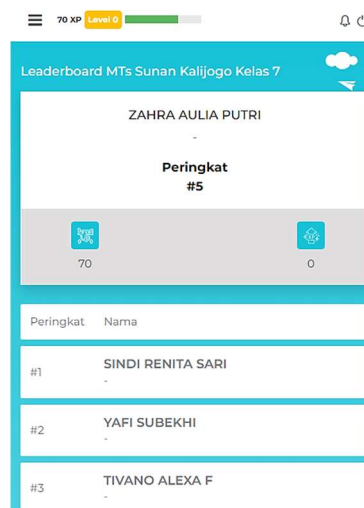 70 XP Level 0
Leaderboard MTs Sunan Kalijogo Kelas 7
ZAHRA AULIA PUTRI
-
Peringkat
#5
70 0
Peringkat Nama
#1 SINDI RENITA SARI
-
#2 YAFI SUBEKHI
-
#3 TIVANO ALEXA F
-